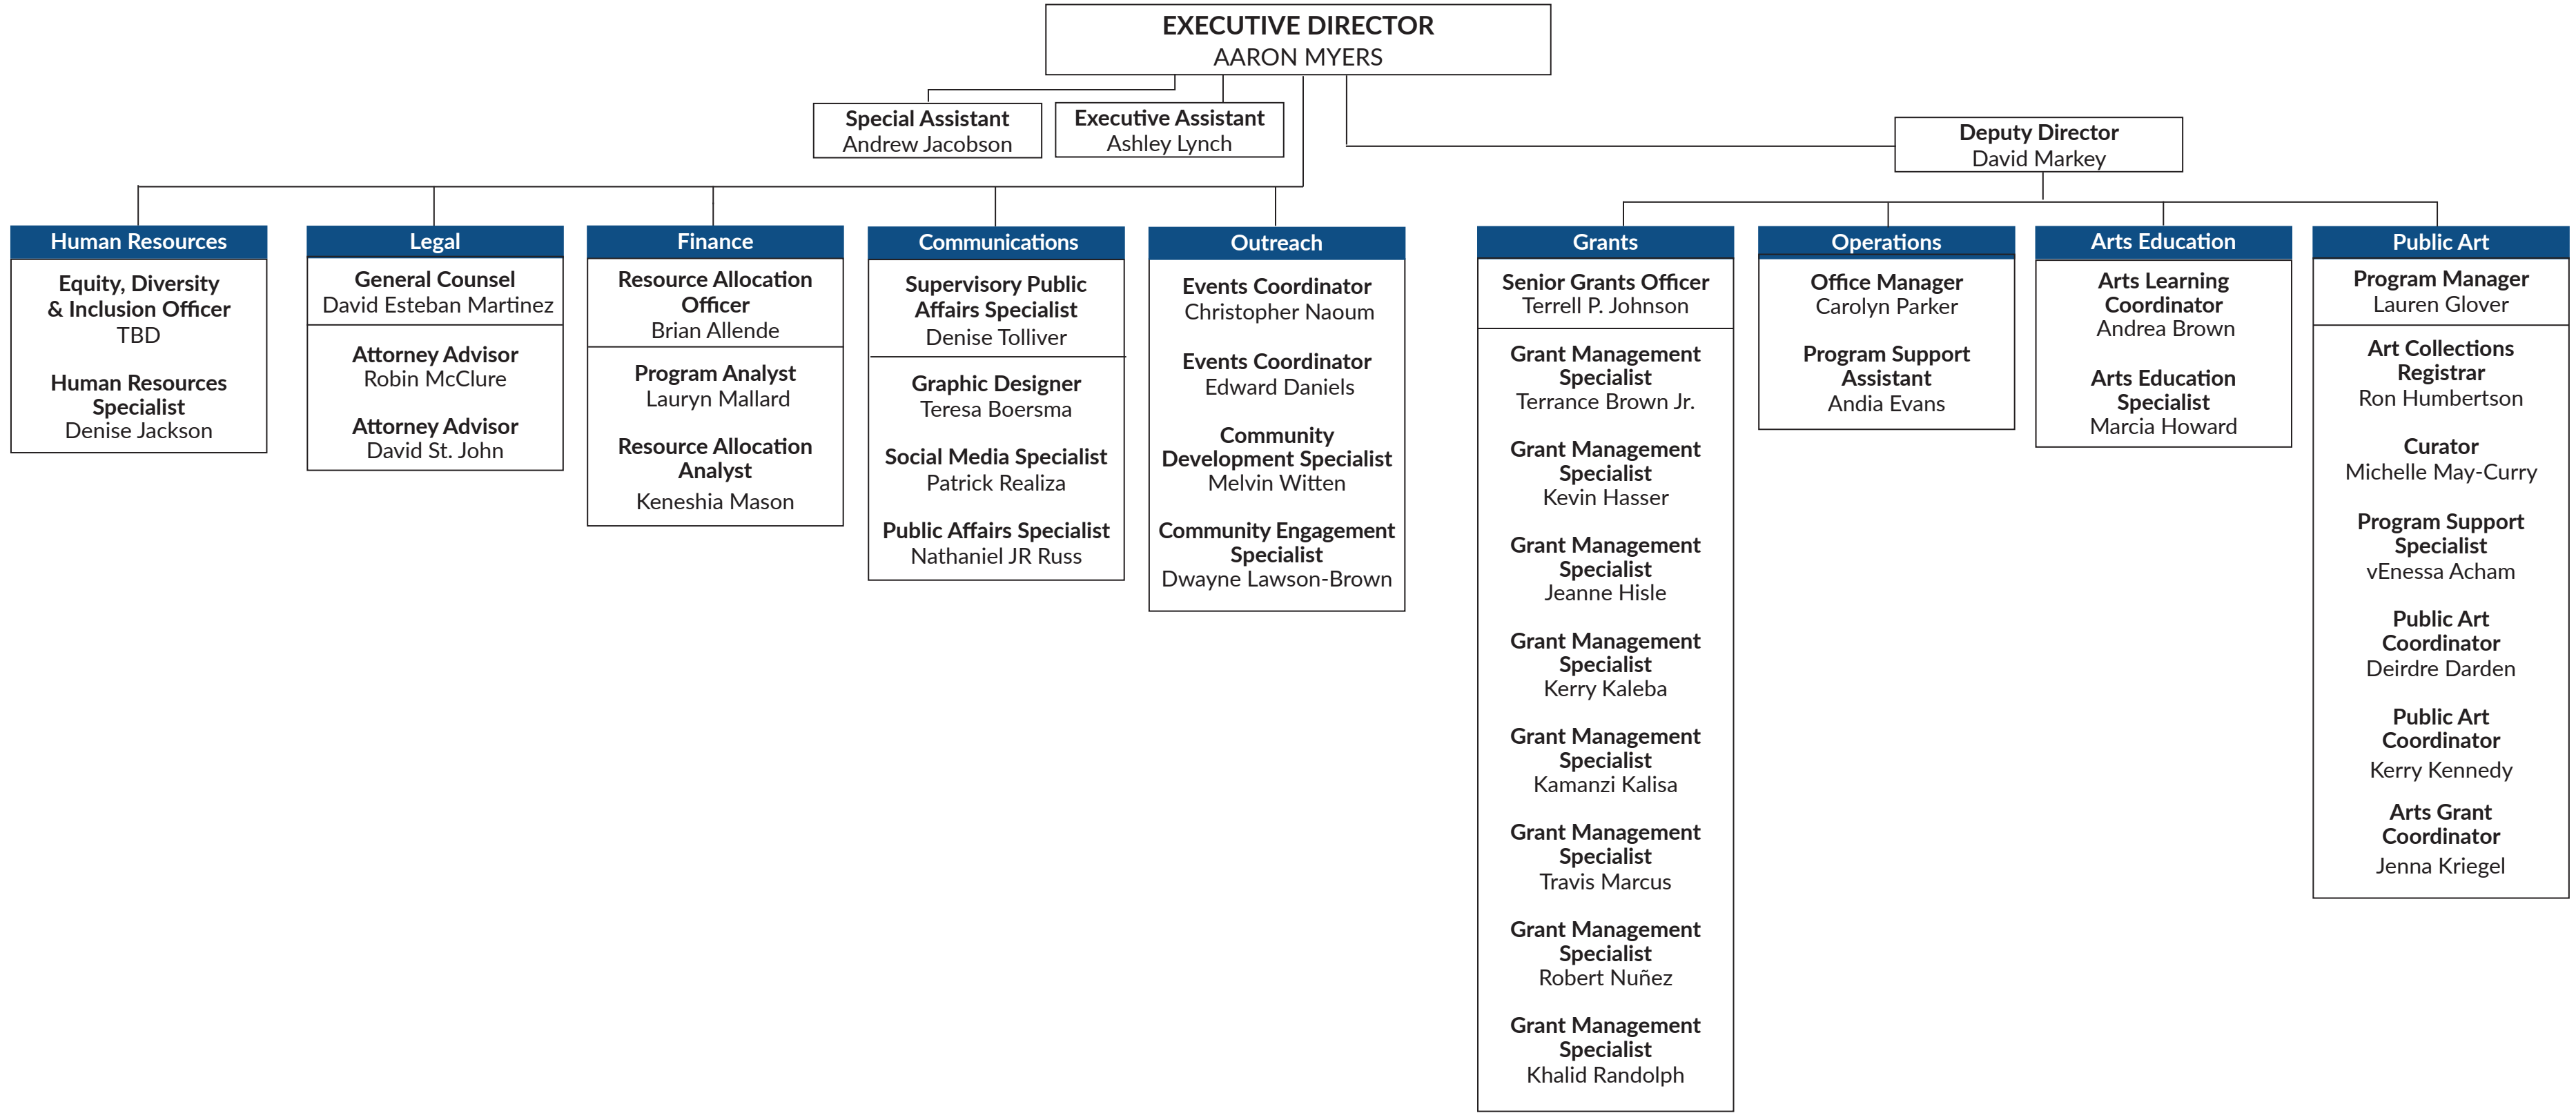 EXECUTIVE DIRECTOR
AARON MYERS
Special Assistant
Andrew Jacobson
Executive Assistant
Ashley Lynch
Deputy Director
David Markey
Human Resources
Equity, Diversity
& Inclusion Officer
TBD
Human Resources
Specialist
Denise Jackson
Legal
General Counsel
David Esteban Martinez
Attorney Advisor
Robin McClure
Attorney Advisor
David St. John
Finance
Resource Allocation
Officer
Brian Allende
Program Analyst
Lauryn Mallard
Resource Allocation
Analyst
Keneshia Mason
Communications
Supervisory Public
Affairs Specialist
Denise Tolliver
Graphic Designer
Teresa Boersma
Social Media Specialist
Patrick Realiza
Public Affairs Specialist
Nathaniel JR Russ
Outreach
Events Coordinator
Christopher Naoum
Events Coordinator
Edward Daniels
Community
Development Specialist
Melvin Witten
Community Engagement
Specialist
Dwayne Lawson-Brown
Grants
Senior Grants Officer
Terrell P. Johnson
Grant Management
Specialist
Terrance Brown Jr.
Grant Management
Specialist
Kevin Hasser
Grant Management
Specialist
Jeanne Hisle
Grant Management
Specialist
Kerry Kaleba
Grant Management
Specialist
Kamanzi Kalisa
Grant Management
Specialist
Travis Marcus
Grant Management
Specialist
Robert Nuñez
Grant Management
Specialist
Khalid Randolph
Operations
Office Manager
Carolyn Parker
Program Support
Assistant
Andia Evans
Arts Education
Arts Learning
Coordinator
Andrea Brown
Arts Education
Specialist
Marcia Howard
Public Art
Program Manager
Lauren Glover
Art Collections
Registrar
Ron Humbertson
Curator
Michelle May-Curry
Program Support
Specialist
vEnessa Acham
Public Art
Coordinator
Deirdre Darden
Public Art
Coordinator
Kerry Kennedy
Arts Grant
Coordinator
Jenna Kriegel